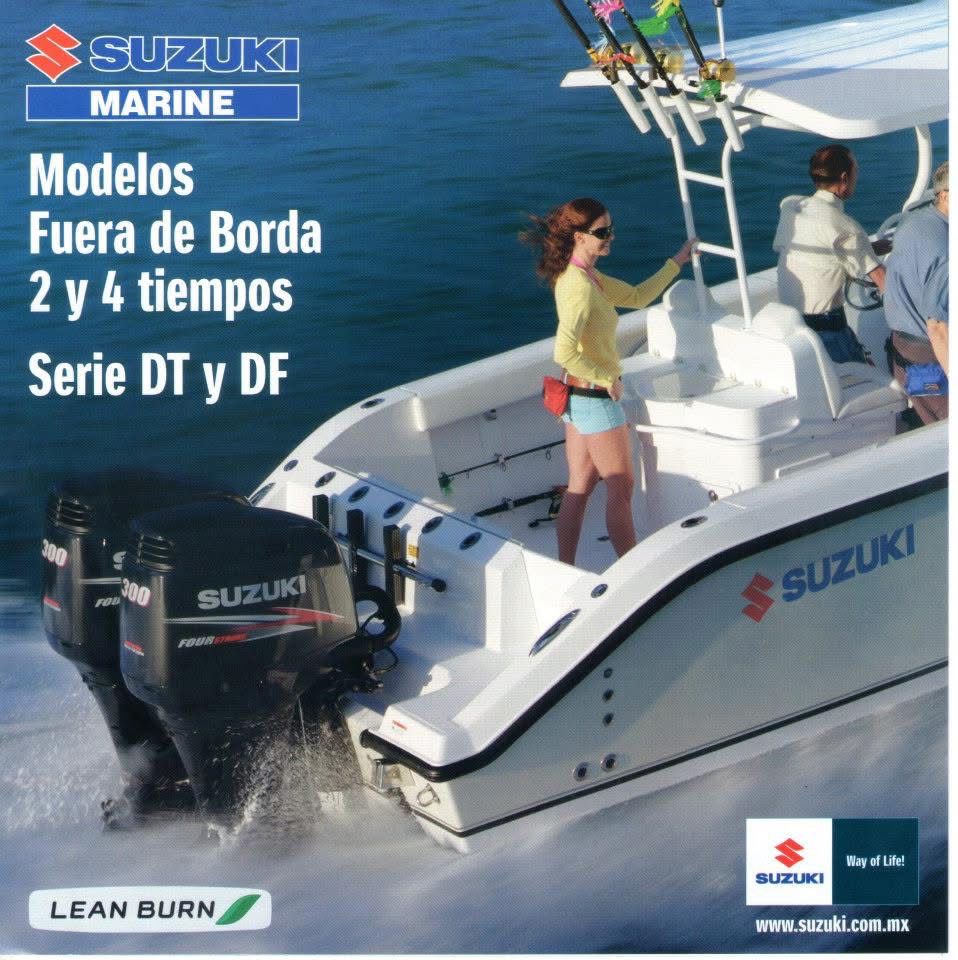 SUZUKI
MARINE
Modelos
Fuera de Borda
2 y 4 tiempos
Serie DT y DF
300
300
SUZUKI
FOURSTROKE
SUZUKI
LEAN BURN
SUZUKI
Way of Life!
www.suzuki.com.mx